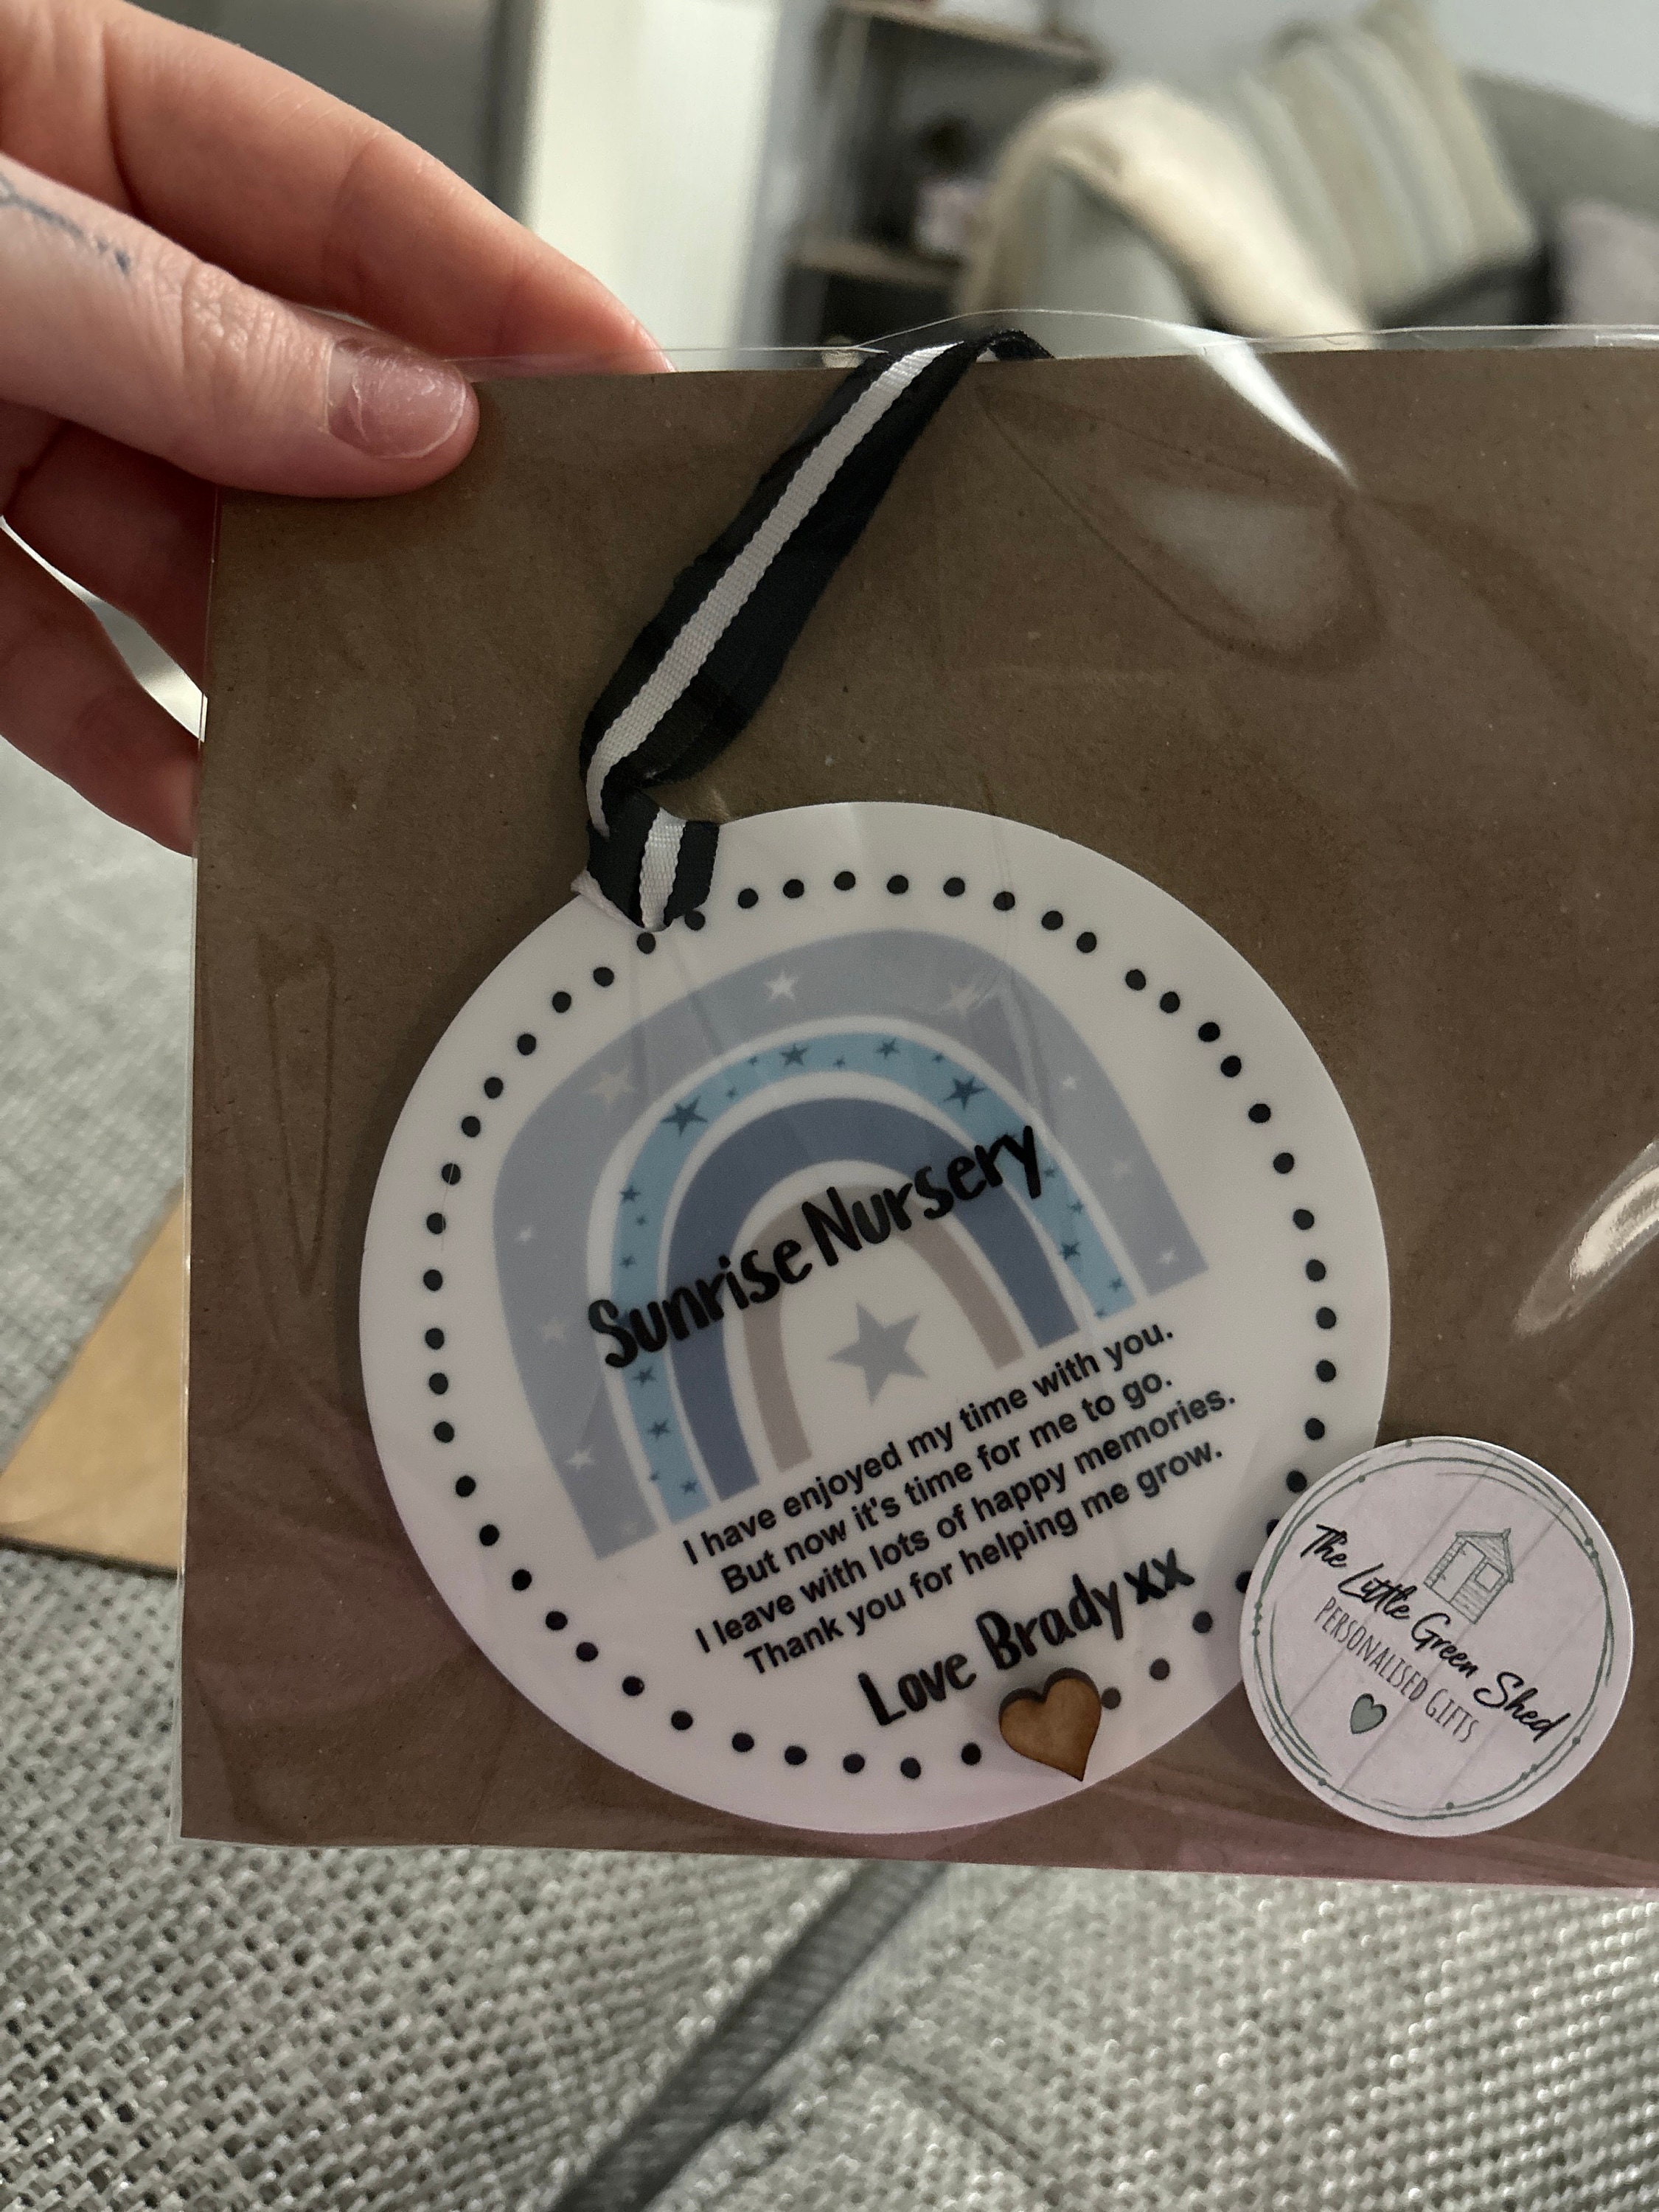 Sunrise Nursery
I have enjoyed my time with you.
But now it's time for me to go.
I leave with lots of happy memories.
Thank you for helping me grow.
Love Brady xx
The Little Green Shed
PERSONALISED GIFTS